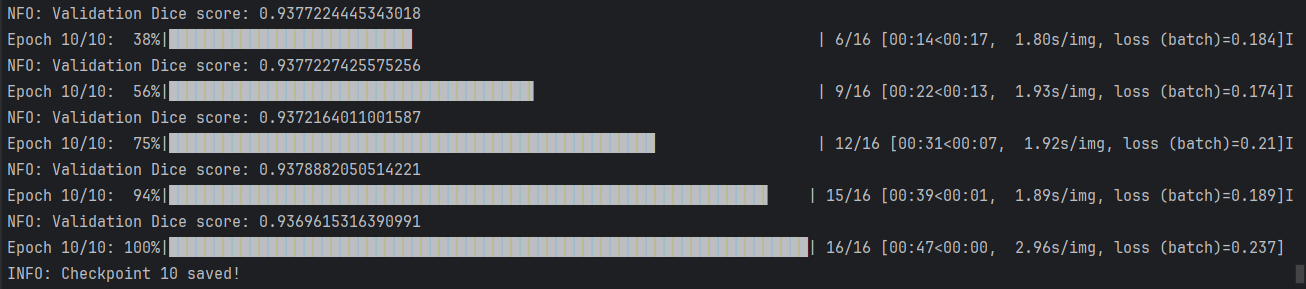 NFO: Validation Dice score: 0.9377224445343018
Epoch 10/10:  38%| | 6/16 [00:14<00:17,  1.80s/img, loss (batch)=0.184]I
NFO: Validation Dice score: 0.9377227425575256
Epoch 10/10:  56%| | 9/16 [00:22<00:13,  1.93s/img, loss (batch)=0.174]I
NFO: Validation Dice score: 0.9372164011001587
Epoch 10/10:  75%| | 12/16 [00:31<00:07,  1.92s/img, loss (batch)=0.21]I
NFO: Validation Dice score: 0.9378882050514221
Epoch 10/10:  94%| | 15/16 [00:39<00:01,  1.89s/img, loss (batch)=0.189]I
NFO: Validation Dice score: 0.9369615316390991
Epoch 10/10: 100%| | 16/16 [00:47<00:00,  2.96s/img, loss (batch)=0.237]
INFO: Checkpoint 10 saved!